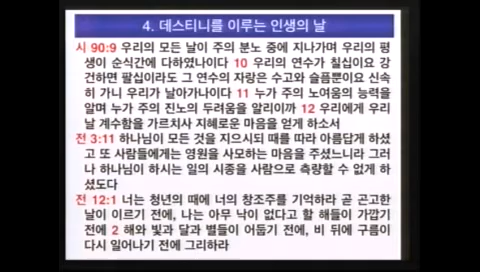 4. 데스티니를 이루는 인생의 날
시 90:9 우리의 모든 날이 주의 분노 중에 지나가며 우리의 평
생이 순식간에 다하였나이다 10 우리의 연수가 칠십이요 강
건하면 팔십이라도 그 연수의 자랑은 수고와 슬픔뿐이요 신속
히 가니 우리가 날아가나이다 11 누가 주의 노여움의 능력을
알며 누가 주의 진노의 두려움을 알리이까 12 우리에게 우리
날 계수함을 가르치사 지혜로운 마음을 얻게 하소서
전 3:11 하나님이 모든 것을 지으시되 때를 따라 아름답게 하셨
고 또 사람들에게는 영원을 사모하는 마음을 주셨느니라 그러
나 하나님이 하시는 일의 시종을 사람으로 측량할 수 없게 하
셨도다
전 12:1 너는 청년의 때에 너의 창조주를 기억하라 곧 곤고한
날이 이르기 전에, 나는 아무 낙이 없다고 할 해들이 가깝기
전에 2 해와 빛과 달과 별들이 어둡기 전에, 비 뒤에 구름이
다시 일어나기 전에 그리하라